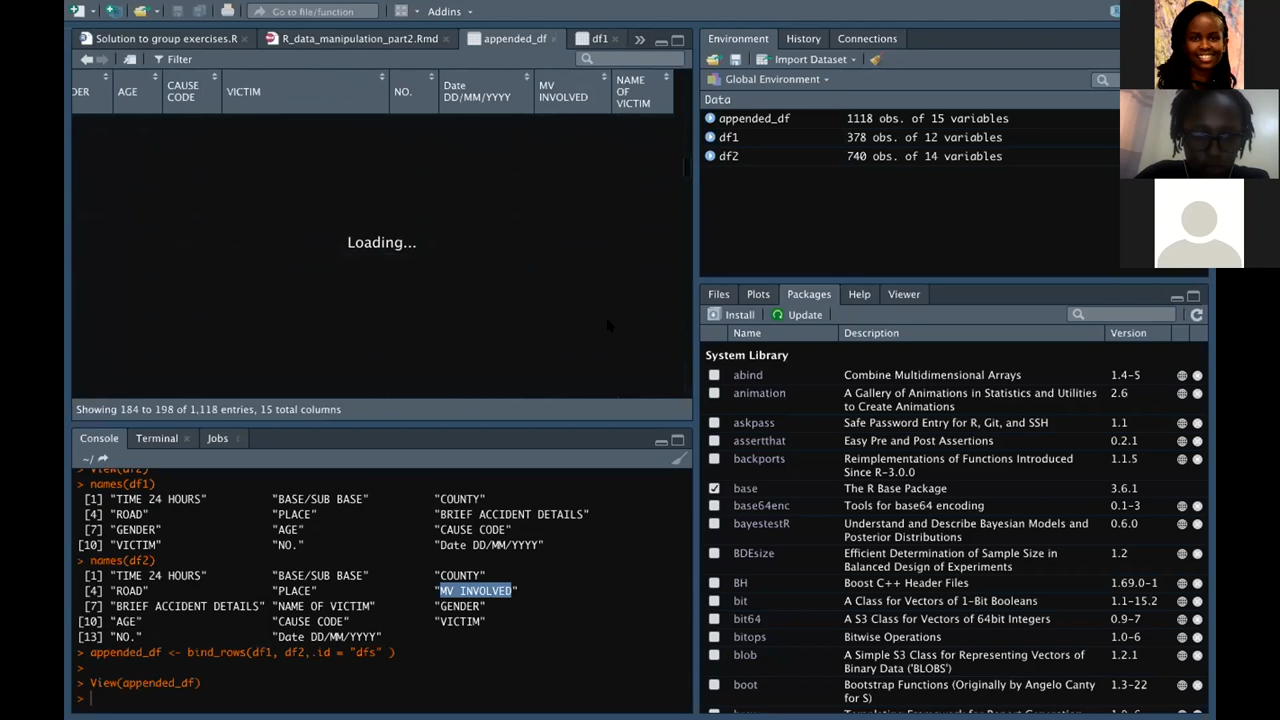 Go to file/function
Addins
Solution to group exercises.R
R_data_manipulation_part2.Rmd
appended_df
df1
Filter
DER
AGE
CAUSE CODE
VICTIM
NO.
Date DD/MM/YYYY
MV INVOLVED
NAME OF VICTIM
Loading...
Showing 184 to 198 of 1,118 entries, 15 total columns
Console
Terminal
Jobs
~/
> View(df2)
> names(df1)
[1] "TIME 24 HOURS" "BASE/SUB BASE" "COUNTY"
[4] "ROAD" "PLACE" "BRIEF ACCIDENT DETAILS"
[7] "GENDER" "AGE" "CAUSE CODE"
[10] "VICTIM" "NO." "Date DD/MM/YYYY"
> names(df2)
[1] "TIME 24 HOURS" "BASE/SUB BASE" "COUNTY"
[4] "ROAD" "PLACE" "MV INVOLVED"
[7] "BRIEF ACCIDENT DETAILS" "NAME OF VICTIM" "GENDER"
[10] "AGE" "CAUSE CODE" "VICTIM"
[13] "NO." "Date DD/MM/YYYY"
> appended_df <- bind_rows(df1, df2,.id = "dfs" )
>
> View(appended_df)
>
Environment
History
Connections
Import Dataset
Global Environment
Data
appended_df 1118 obs. of 15 variables
df1 378 obs. of 12 variables
df2 740 obs. of 14 variables
Files
Plots
Packages
Help
Viewer
Install
Update
Name Description Version
System Library
abind Combine Multidimensional Arrays 1.4-5
animation A Gallery of Animations in Statistics and Utilities 2.6
to Create Animations
askpass Safe Password Entry for R, Git, and SSH 1.1
assertthat Easy Pre and Post Assertions 0.2.1
backports Reimplementations of Functions Introduced 1.1.5
Since R-3.0.0
base The R Base Package 3.6.1
base64enc Tools for base64 encoding 0.1-3
bayestestR Understand and Describe Bayesian Models and 0.6.0
Posterior Distributions
BDEsize Efficient Determination of Sample Size in 1.2
Balanced Design of Experiments
BH Boost C++ Header Files 1.69.0-1
bit A Class for Vectors of 1-Bit Booleans 1.1-15.2
bit64 A S3 Class for Vectors of 64bit Integers 0.9-7
bitops Bitwise Operations 1.0-6
blob A Simple S3 Class for Representing Vectors of 1.2.1
Binary Data ('BLOBS')
boot Bootstrap Functions (Originally by Angelo Canty 1.3-22
for S)